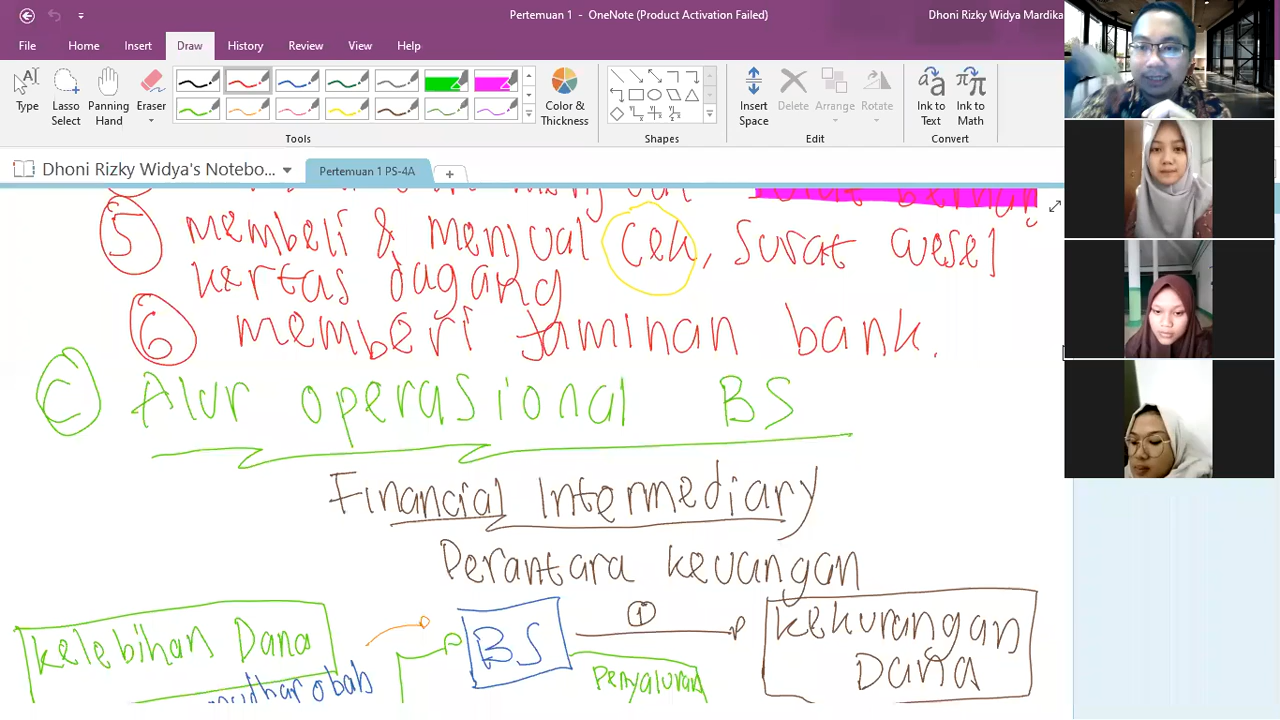 Pertemuan 1 - OneNote (Product Activation Failed)
Dhoni Rizky Widya Mardika
File Home Insert Draw History Review View Help
Type
Lasso Select
Panning Hand
Eraser
Color & Thickness
Insert Space
Delete
Arrange
Rotate
Ink to Text
Ink to Math
Tools
Shapes
Edit
Convert
Dhoni Rizky Widya's Notebo...
Pertemuan 1 PS-4A
5 membeli & menjual cek, surat wesel
kertas dagang
6 memberi jaminan bank.
C Alur operasional BS
Financial Intermediary
Perantara keuangan
Kelebihan Dana
BS
1
Kekurangan Dana
mudharobah
Penyaluran